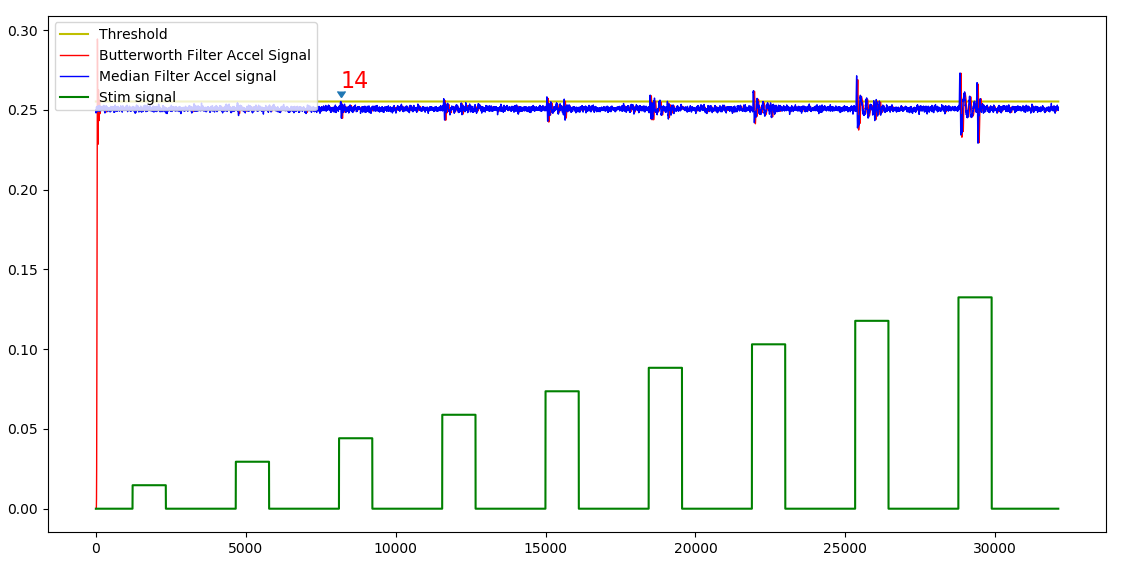 Threshold
Butterworth Filter Accel Signal
Median Filter Accel signal
Stim signal
14
0.30
0.25
0.20
0.15
0.10
0.05
0.00
0 5000 10000 15000 20000 25000 30000